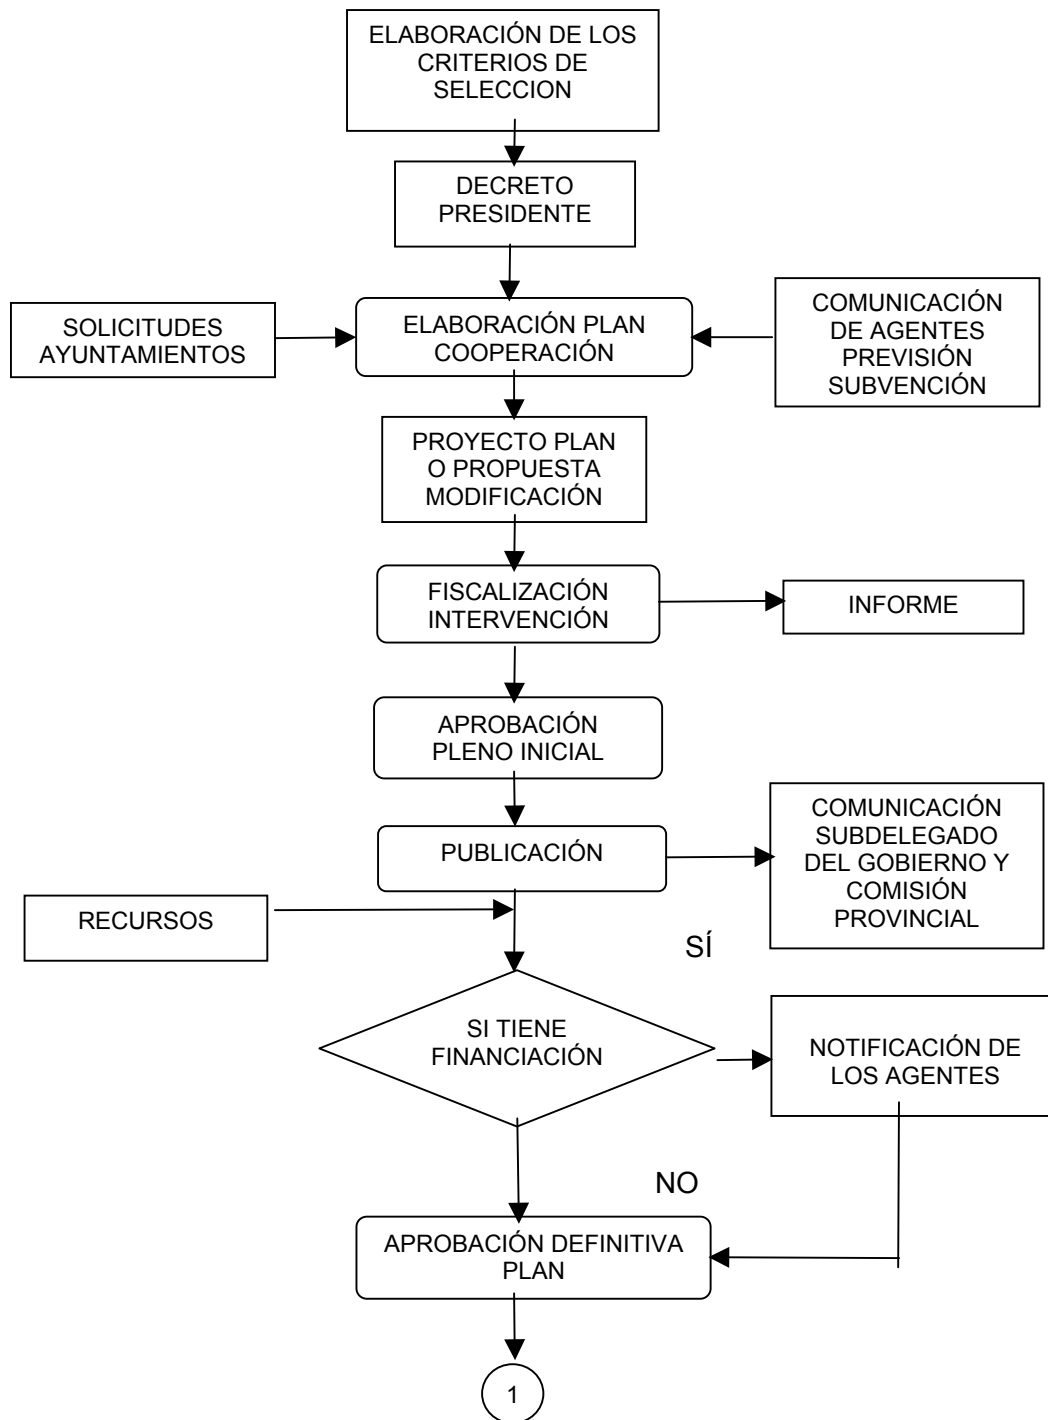 ELABORACIÓN DE LOS
CRITERIOS DE
SELECCION
DECRETO
PRESIDENTE
SOLICITUDES
AYUNTAMIENTOS
ELABORACIÓN PLAN
COOPERACIÓN
COMUNICACIÓN
DE AGENTES
PREVISIÓN
SUBVENCIÓN
PROYECTO PLAN
O PROPUESTA
MODIFICACIÓN
FISCALIZACIÓN
INTERVENCIÓN
INFORME
APROBACIÓN
PLENO INICIAL
PUBLICACIÓN
COMUNICACIÓN
SUBDELEGADO
DEL GOBIERNO Y
COMISIÓN
PROVINCIAL
RECURSOS
SÍ
SI TIENE
FINANCIACIÓN
NOTIFICACIÓN DE
LOS AGENTES
NO
APROBACIÓN DEFINITIVA
PLAN
1